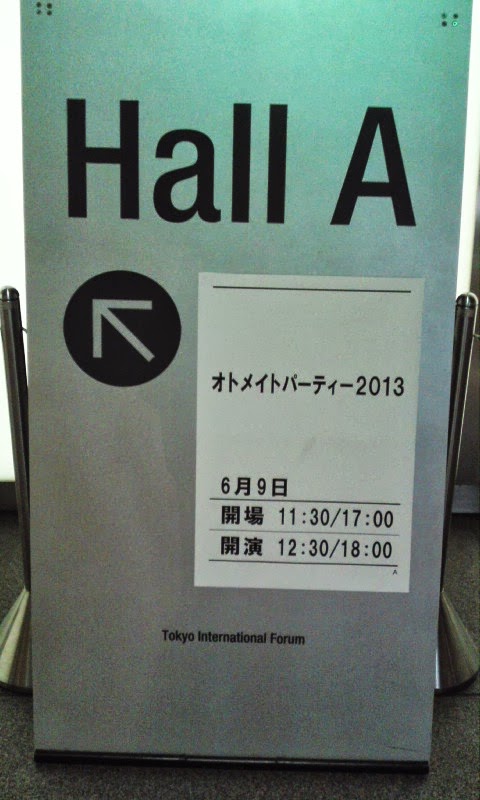 Hall A
オトメイトパーティー2013
6月9日
開場 11:30/17:00
開演 12:30/18:00
A
Tokyo International Forum